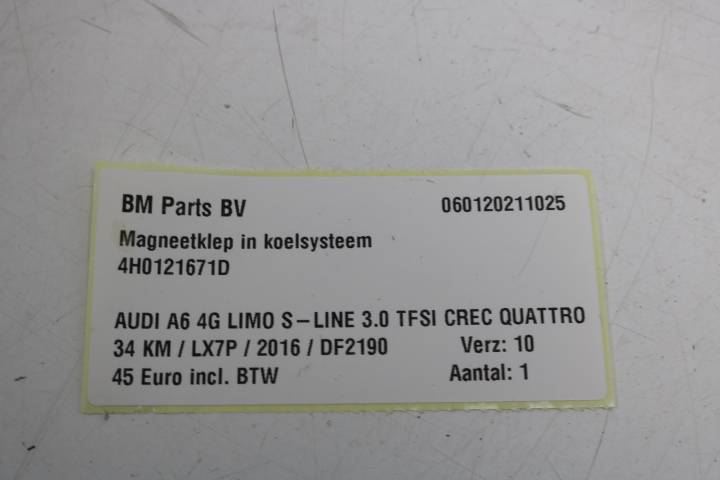 BM Parts BV 060120211025
Magneetklep in koelsysteem
4H0121671D
AUDI A6 4G LIMO S-LINE 3.0 TFSI CREC QUATTRO
34 KM / LX7P / 2016 / DF2190 Verz: 10
45 Euro incl. BTW Aantal: 1